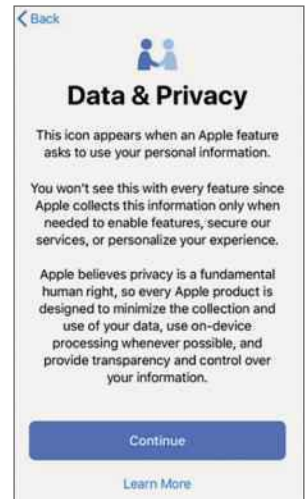 Back
Data & Privacy
This icon appears when an Apple feature
asks to use your personal information.
You won't see this with every feature since
Apple collects this information only when
needed to enable features, secure our
services, or personalize your experience.
Apple believes privacy is a fundamental
human right, so every Apple product is
designed to minimize the collection and
use of your data, use on-device
processing whenever possible, and
provide transparency and control over
your information.
Continue
Learn More